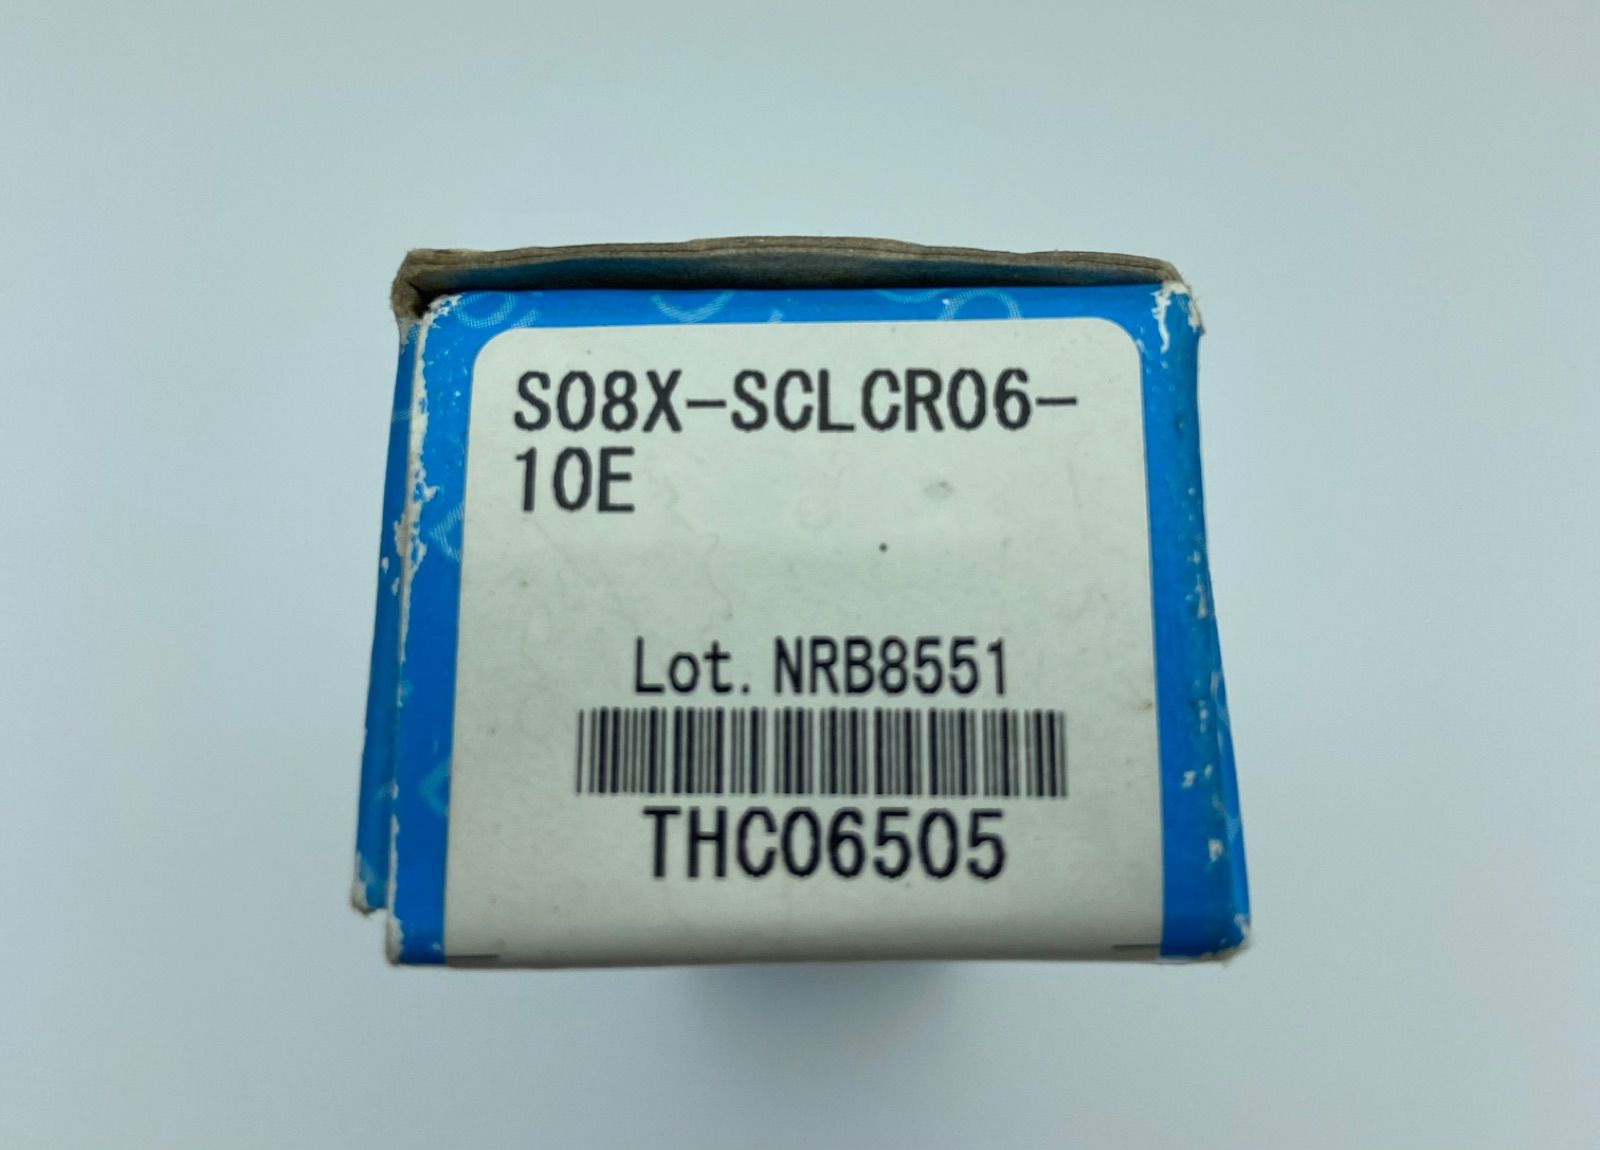 S08X-SCLCR06-
10E
Lot. NRB8551
THC06505